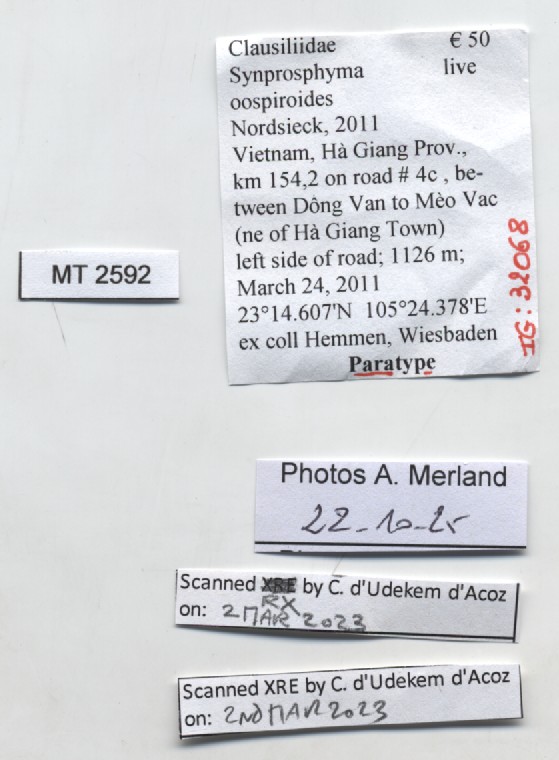 Clausiliidae € 50
Synprosphyma live
oospiroides
Nordsieck, 2011
Vietnam, Hà Giang Prov.,
km 154,2 on road # 4c , be-
tween Dông Van to Mèo Vac
(ne of Hà Giang Town)
left side of road; 1126 m;
March 24, 2011
23°14.607'N 105°24.378'E
ex coll Hemmen, Wiesbaden
Paratype
IG: 32068
MT 2592
Photos A. Merland
22-10-25
Scanned XRE by C. d'Udekem d'Acoz
RX
on: 2 MAR 2023
Scanned XRE by C. d'Udekem d'Acoz
on: 2ND MAR 2023